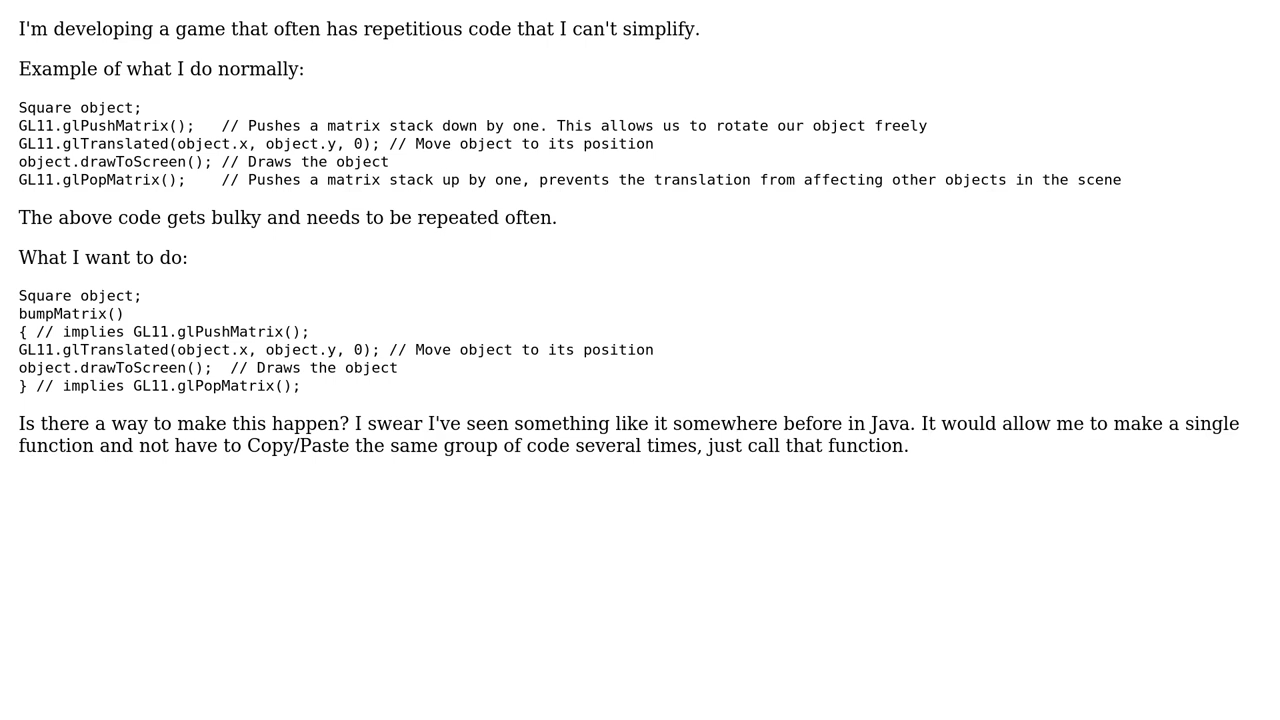 I'm developing a game that often has repetitious code that I can't simplify.
Example of what I do normally:
Square object;
GL11.glPushMatrix();   // Pushes a matrix stack down by one. This allows us to rotate our object freely
GL11.glTranslated(object.x, object.y, 0); // Move object to its position
object.drawToScreen(); // Draws the object
GL11.glPopMatrix();    // Pushes a matrix stack up by one, prevents the translation from affecting other objects in the scene
The above code gets bulky and needs to be repeated often.
What I want to do:
Square object;
bumpMatrix()
{ // implies GL11.glPushMatrix();
GL11.glTranslated(object.x, object.y, 0); // Move object to its position
object.drawToScreen();  // Draws the object
} // implies GL11.glPopMatrix();
Is there a way to make this happen? I swear I've seen something like it somewhere before in Java. It would allow me to make a single
function and not have to Copy/Paste the same group of code several times, just call that function.